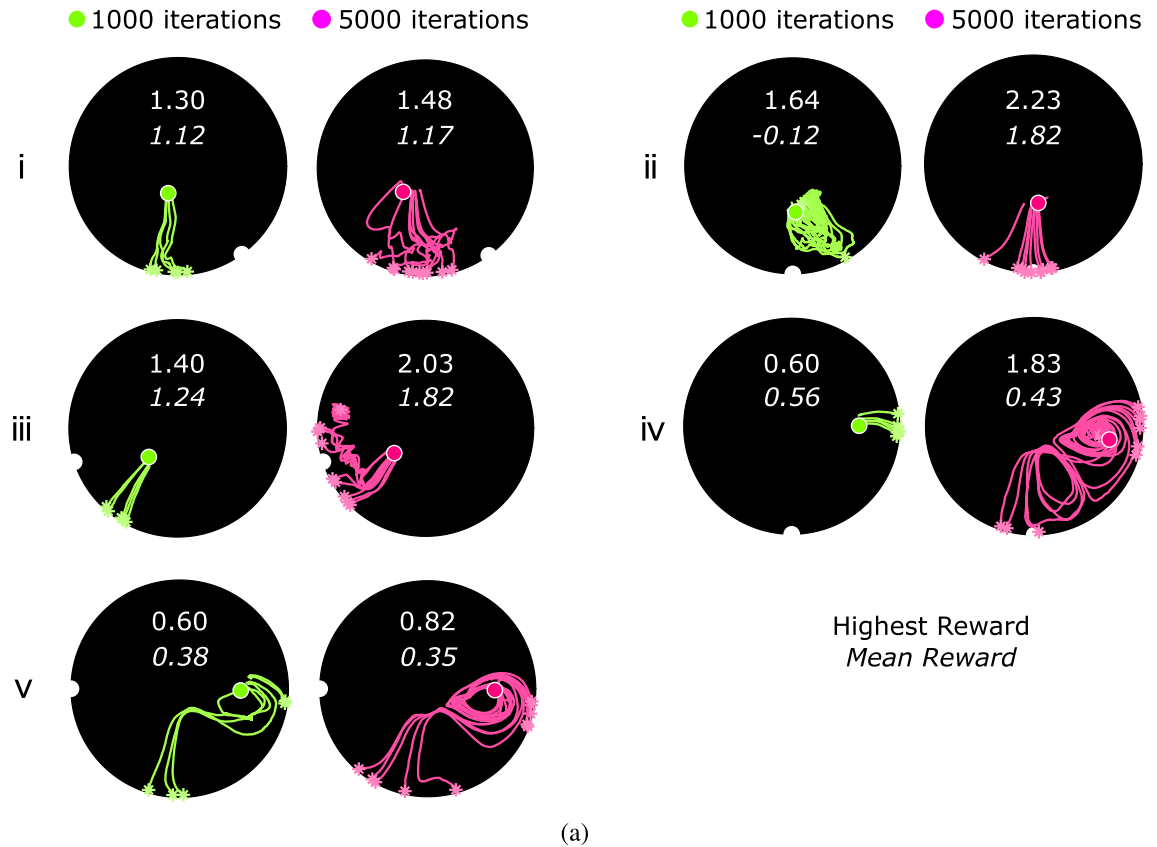 1000 iterations 5000 iterations 1000 iterations 5000 iterations
i 1.30 1.48 ii 1.64 2.23
1.12 1.17 -0.12 1.82
iii 1.40 2.03 iv 0.60 1.83
1.24 1.82 0.56 0.43
v 0.60 0.82
0.38 0.35
Highest Reward
Mean Reward
(a)